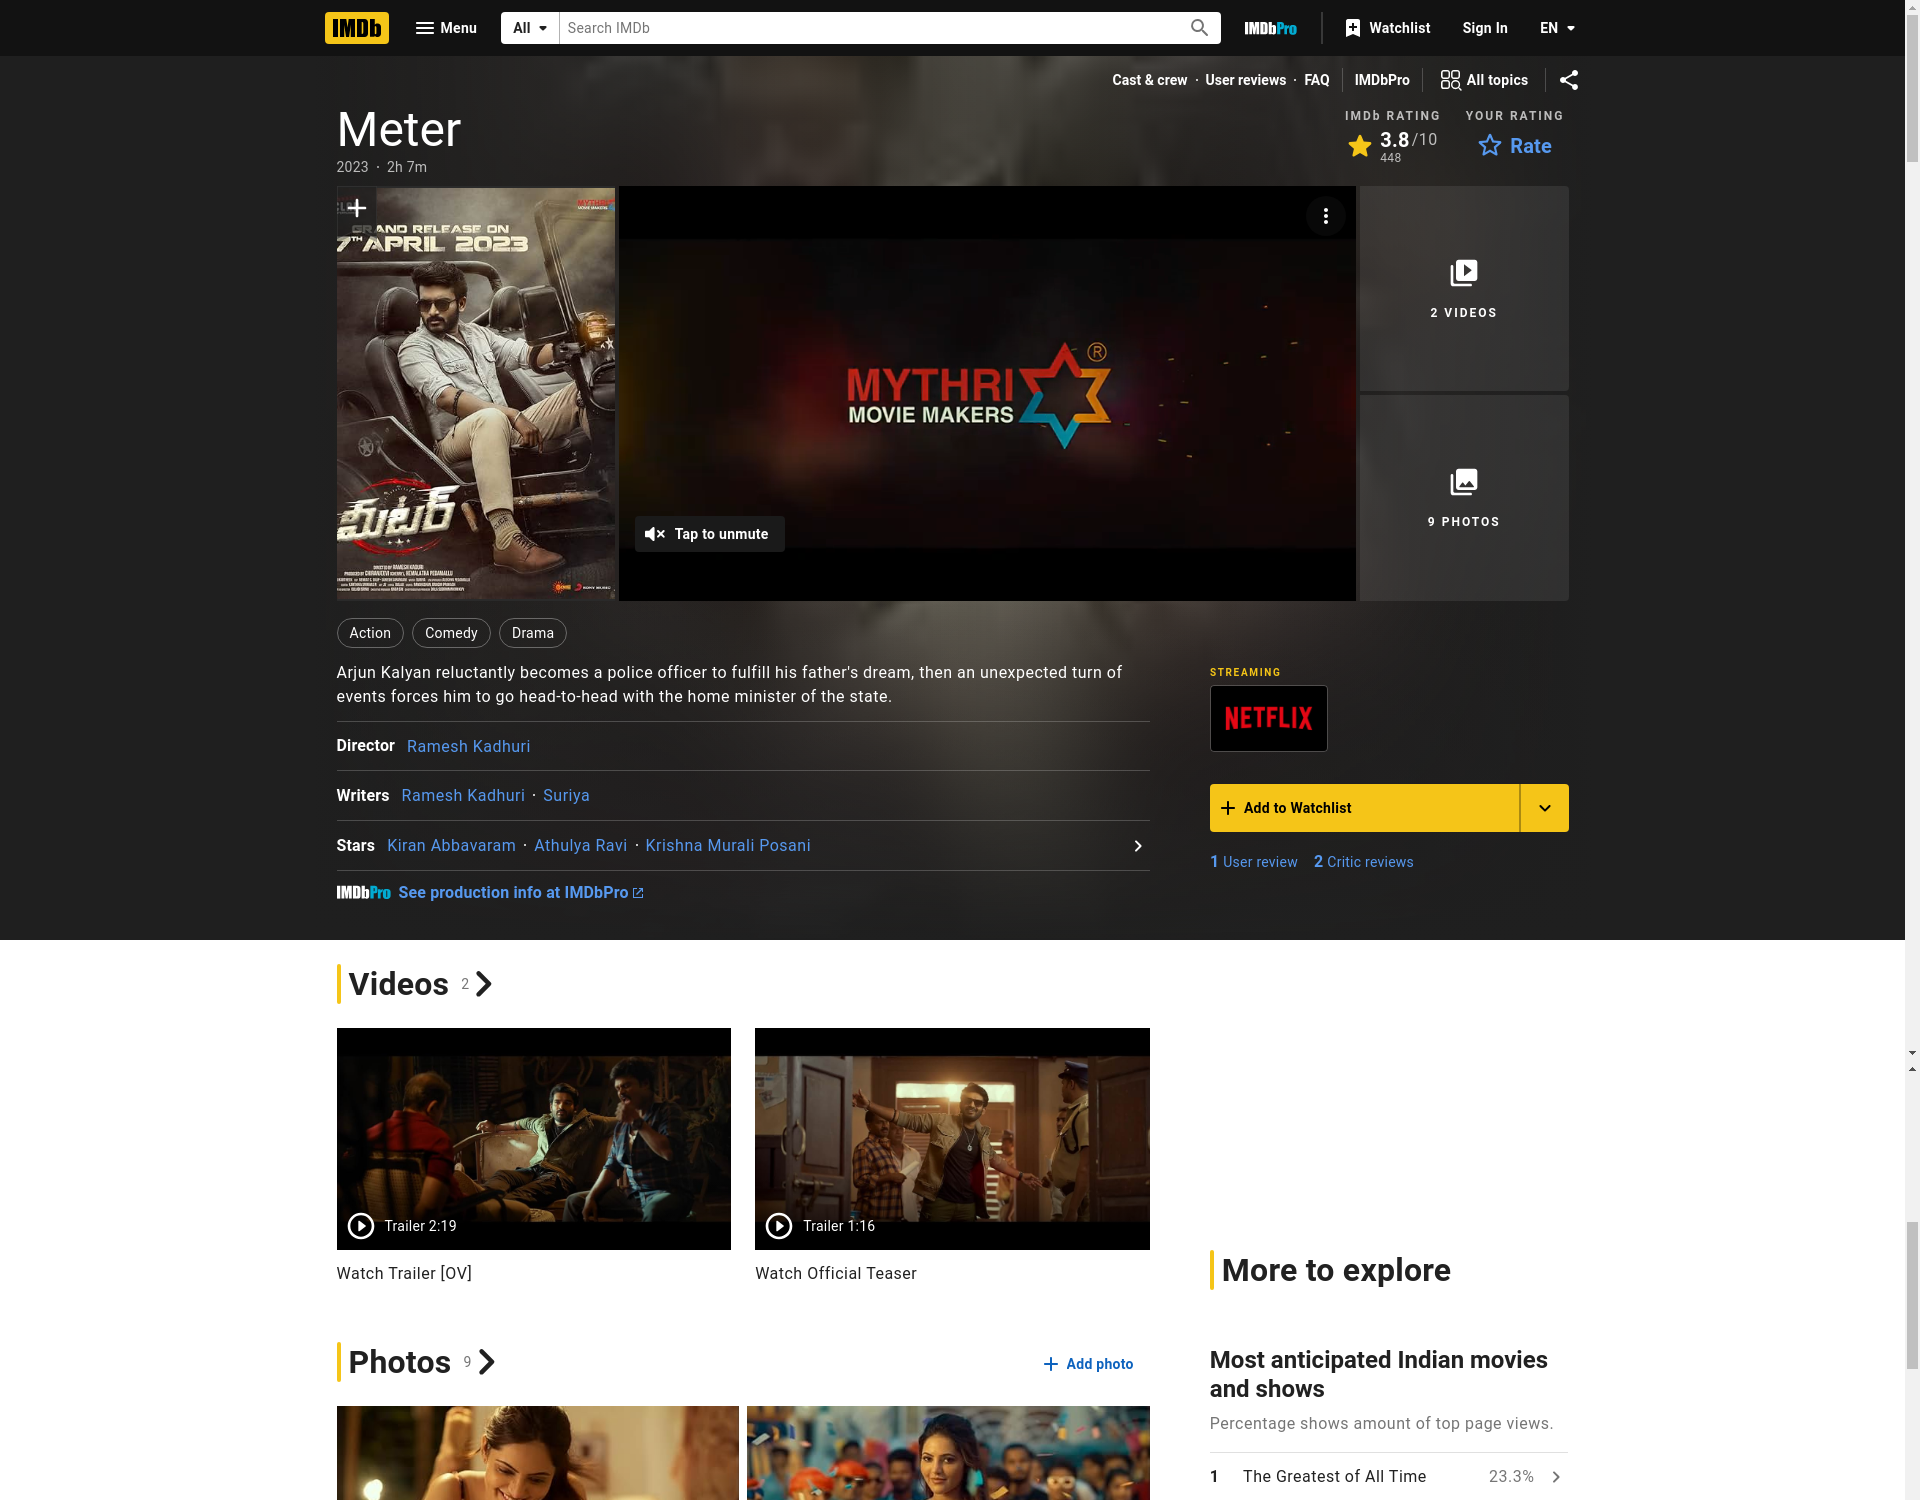 IMDb
Menu
All
Search IMDb
IMDbPro
Watchlist
Sign In
EN
Cast & crew · User reviews · FAQ
IMDbPro
All topics
Meter
2023 · 2h 7m
IMDb RATING
3.8/10
448
YOUR RATING
Rate
MYTHRI
GRAND RELEASE ON
7TH APRIL 2023
మీటర్
MYTHRI
MOVIE MAKERS
®
Tap to unmute
2 VIDEOS
9 PHOTOS
Action
Comedy
Drama
Arjun Kalyan reluctantly becomes a police officer to fulfill his father's dream, then an unexpected turn of
events forces him to go head-to-head with the home minister of the state.
Director Ramesh Kadhuri
Writers Ramesh Kadhuri · Suriya
Stars Kiran Abbavaram · Athulya Ravi · Krishna Murali Posani
IMDbPro See production info at IMDbPro
STREAMING
NETFLIX
Add to Watchlist
1 User review 2 Critic reviews
Videos 2
Trailer 2:19
Watch Trailer [OV]
Trailer 1:16
Watch Official Teaser
Photos 9
Add photo
More to explore
Most anticipated Indian movies
and shows
Percentage shows amount of top page views.
1 The Greatest of All Time 23.3%